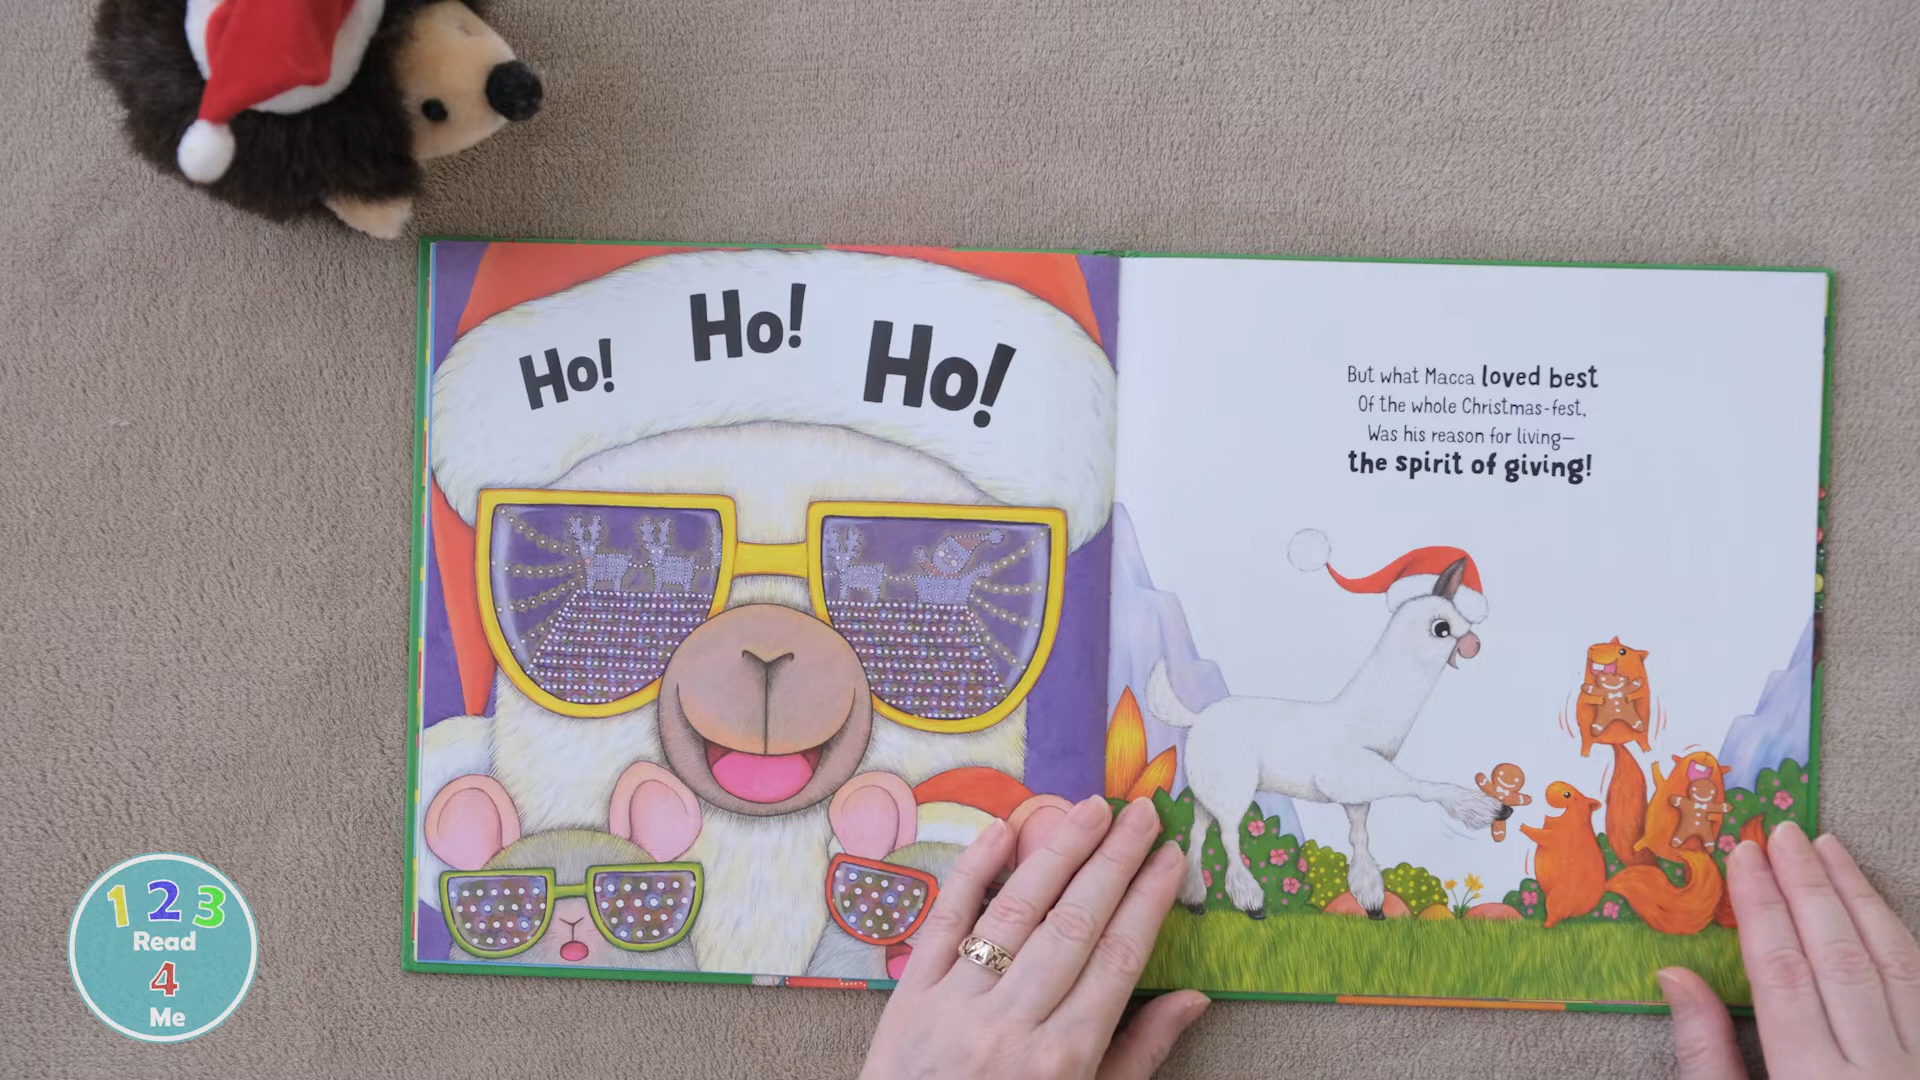 Ho! Ho! Ho!
But what Macca loved best
Of the whole Christmas-fest,
Was his reason for living—
the spirit of giving!
1 2 3
Read
4
Me